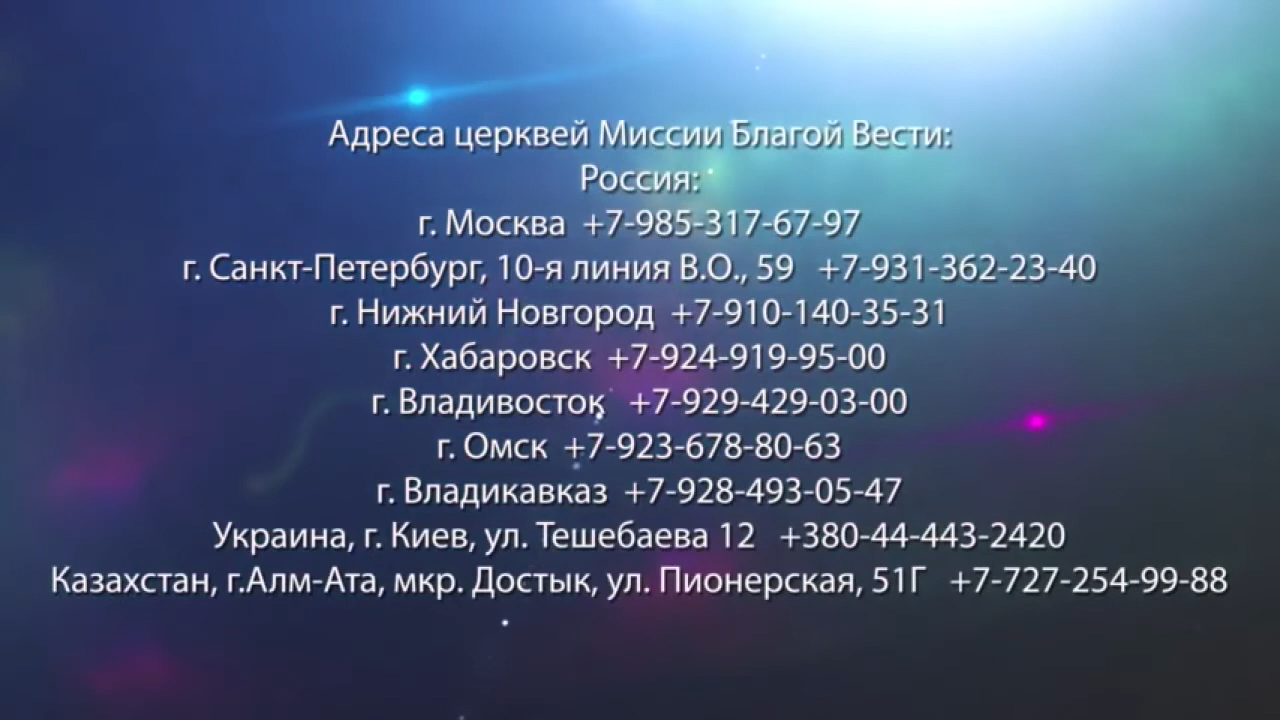 Адреса церквей Миссии Благой Вести:
Россия:
г. Москва +7-985-317-67-97
г. Санкт-Петербург, 10-я линия В.О., 59 +7-931-362-23-40
г. Нижний Новгород +7-910-140-35-31
г. Хабаровск +7-924-919-95-00
г. Владивосток +7-929-429-03-00
г. Омск +7-923-678-80-63
г. Владикавказ +7-928-493-05-47
Украина, г. Киев, ул. Тешебаева 12 +380-44-443-2420
Казахстан, г.Алм-Ата, мкр. Достык, ул. Пионерская, 51Г +7-727-254-99-88